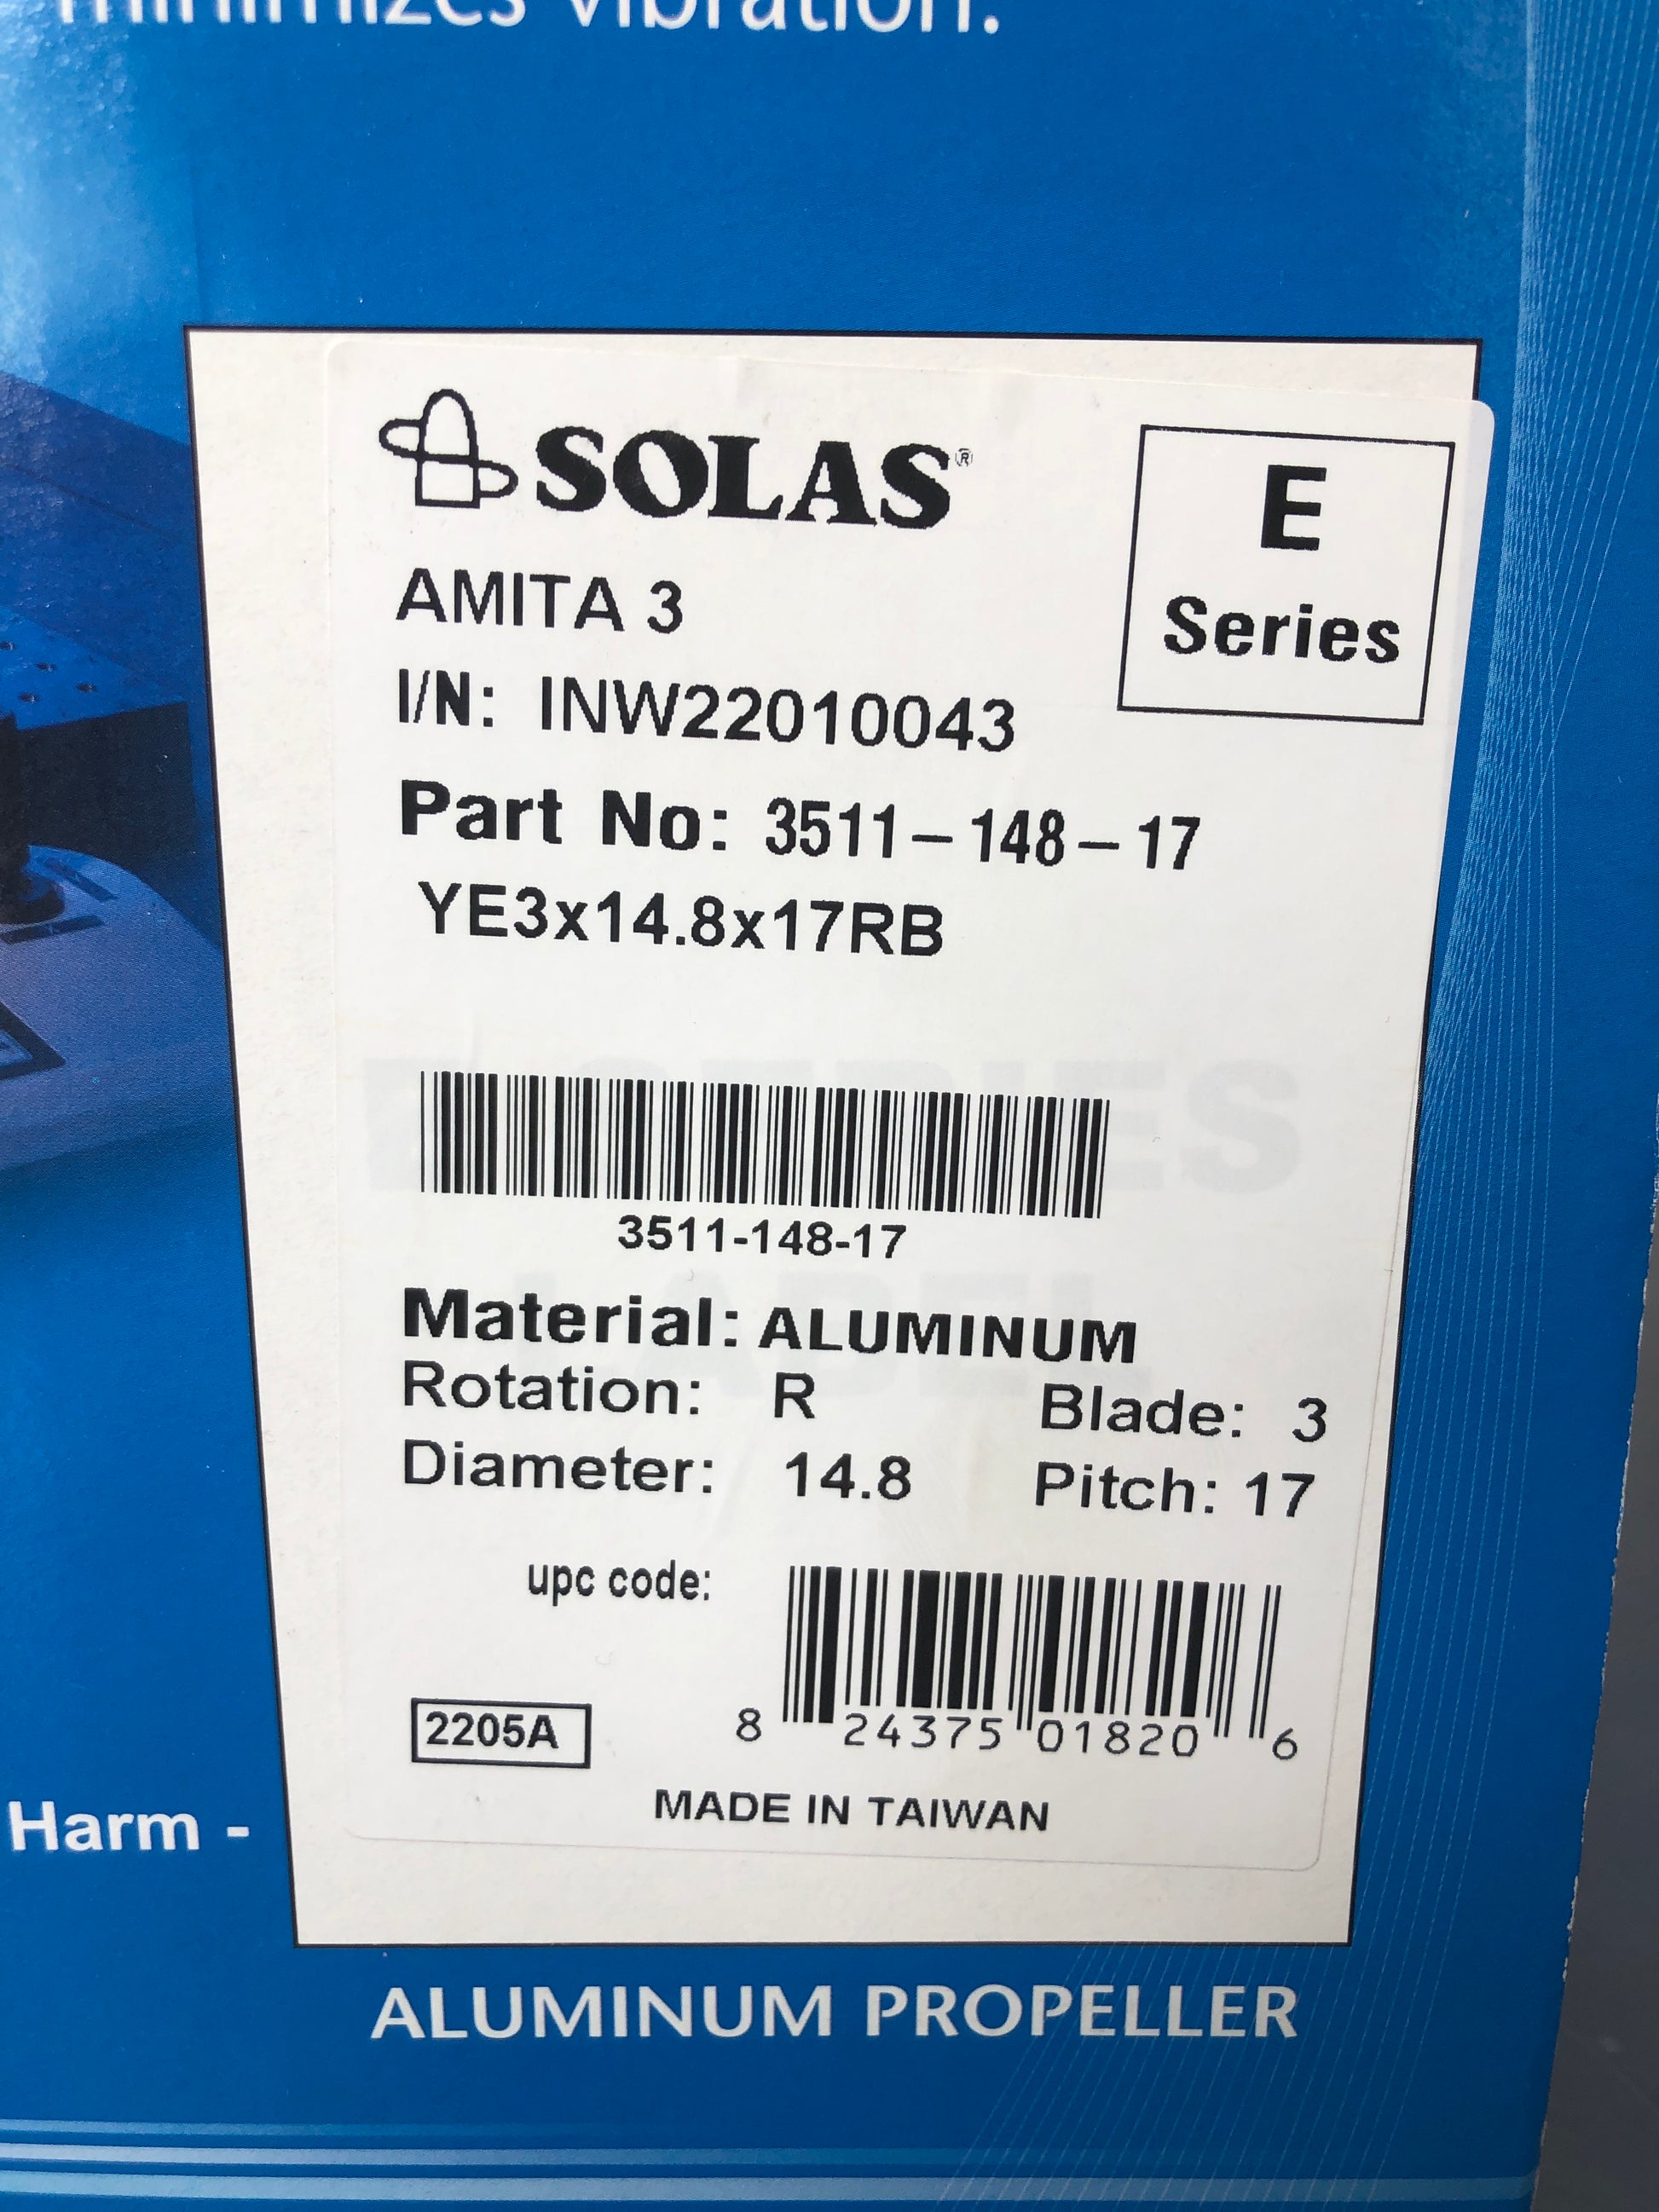 minimizes vibration.
SOLAS®
E
Series
AMITA 3
I/N: INW22010043
Part No: 3511-148-17
YE3x14.8x17RB
E SERIES
LABEL
3511-148-17
Material: ALUMINUM
Rotation: R Blade: 3
Diameter: 14.8 Pitch: 17
upc code:
8 24375 01820 6
2205A
MADE IN TAIWAN
Harm -
ALUMINUM PROPELLER